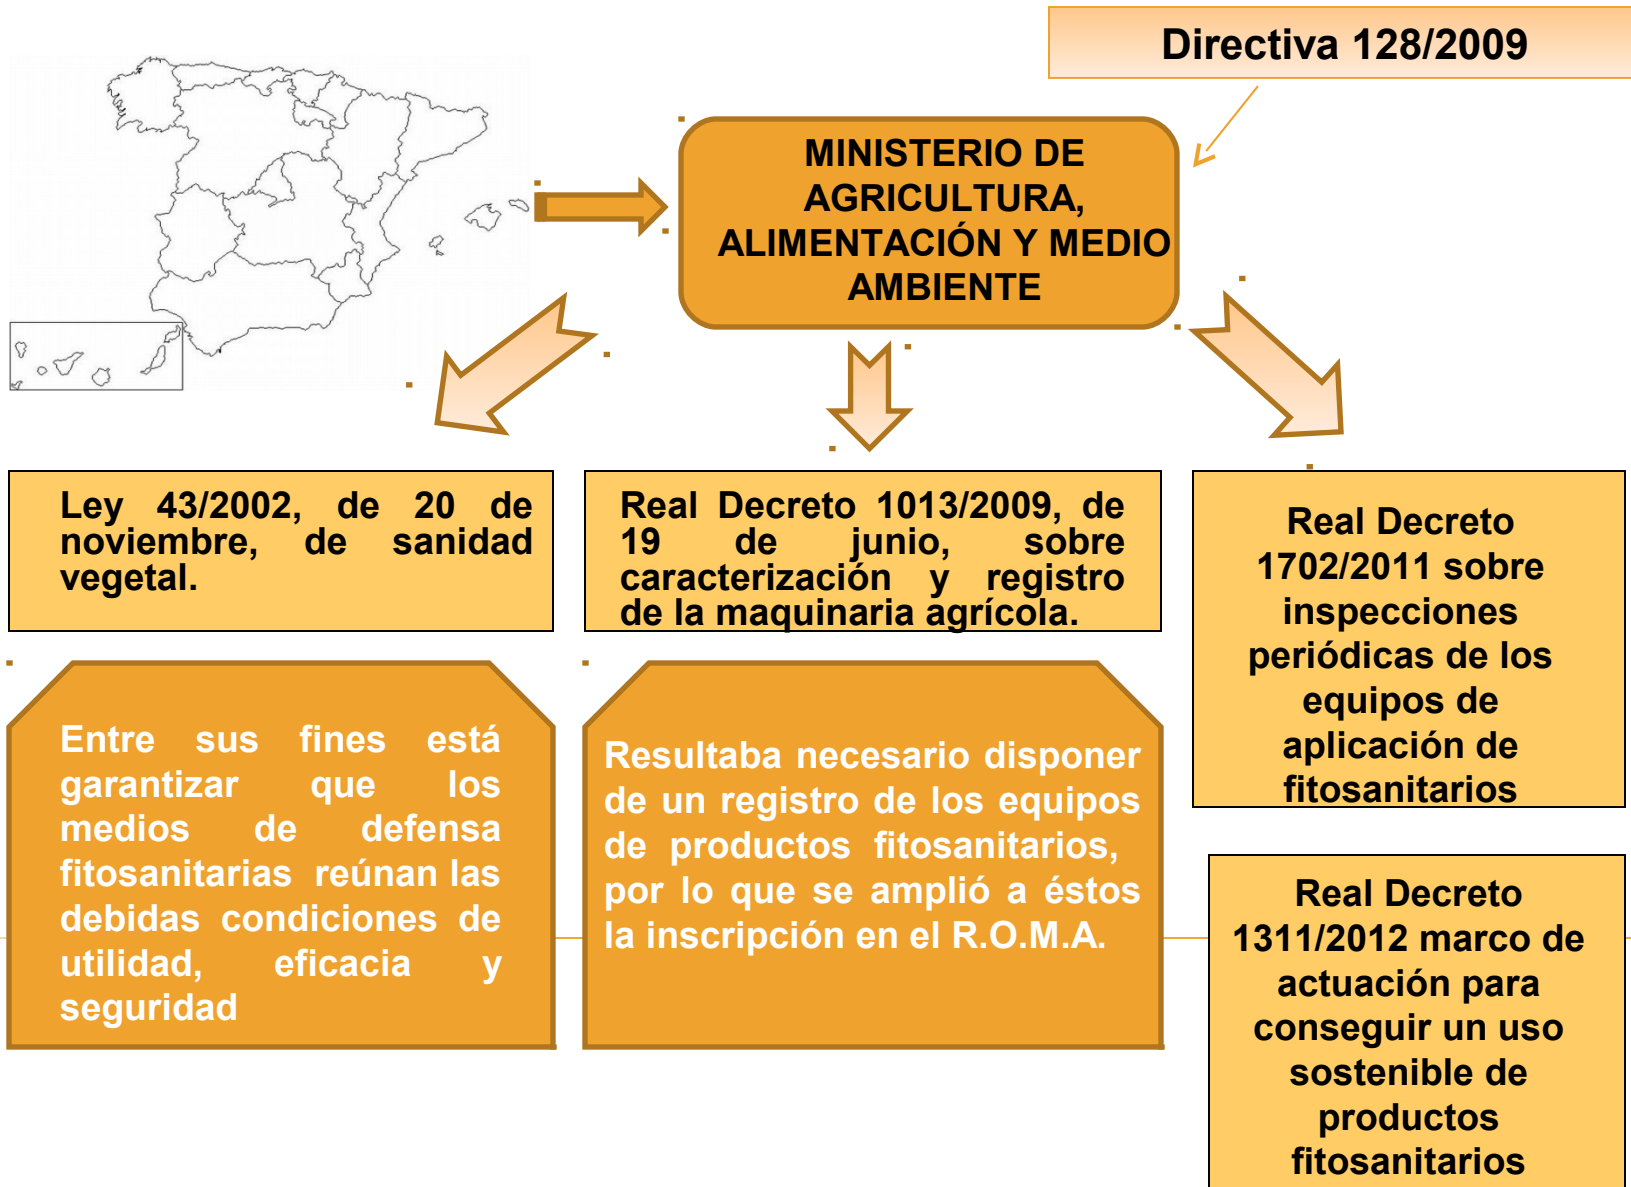 Directiva 128/2009
MINISTERIO DE
AGRICULTURA,
ALIMENTACIÓN Y MEDIO
AMBIENTE
Ley 43/2002, de 20 de
noviembre, de sanidad
vegetal.
Real Decreto 1013/2009, de
19 de junio, sobre
caracterización y registro
de la maquinaria agrícola.
Real Decreto
1702/2011 sobre
inspecciones
periódicas de los
equipos de
aplicación de
fitosanitarios
Entre sus fines está
garantizar que los
medios de defensa
fitosanitarias reúnan las
debidas condiciones de
utilidad, eficacia y
seguridad
Resultaba necesario disponer
de un registro de los equipos
de productos fitosanitarios,
por lo que se amplió a éstos
la inscripción en el R.O.M.A.
Real Decreto
1311/2012 marco de
actuación para
conseguir un uso
sostenible de
productos
fitosanitarios